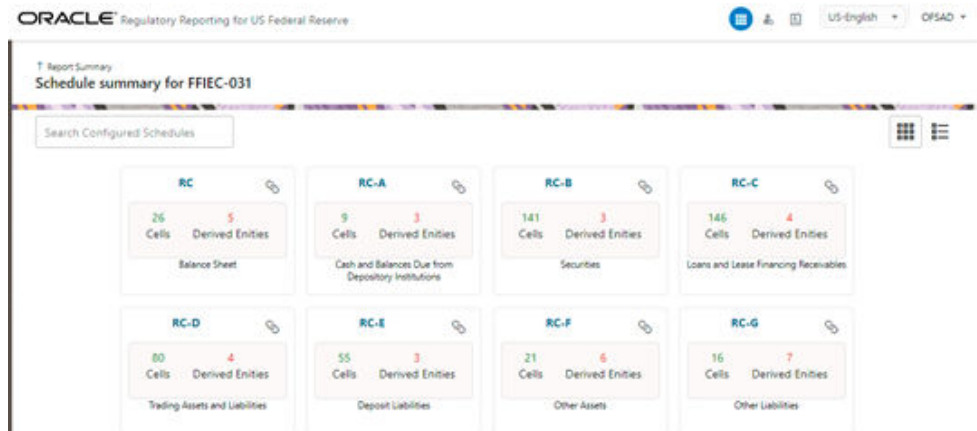 ORACLE® Regulatory Reporting for US Federal Reserve
US-English
OFSAD
↑ Report Summary
Schedule summary for FFIEC-031
Search Configured Schedules
RC
26 5
Cells Derived Enities
Balance Sheet
RC-A
9 3
Cells Derived Enities
Cash and Balances Due from
Depository Institutions
RC-B
141 3
Cells Derived Enities
Securities
RC-C
146 4
Cells Derived Enities
Loans and Lease Financing Receivables
RC-D
80 4
Cells Derived Enities
Trading Assets and Liabilities
RC-E
55 3
Cells Derived Enities
Deposit Liabilities
RC-F
21 6
Cells Derived Enities
Other Assets
RC-G
16 7
Cells Derived Enities
Other Liabilities